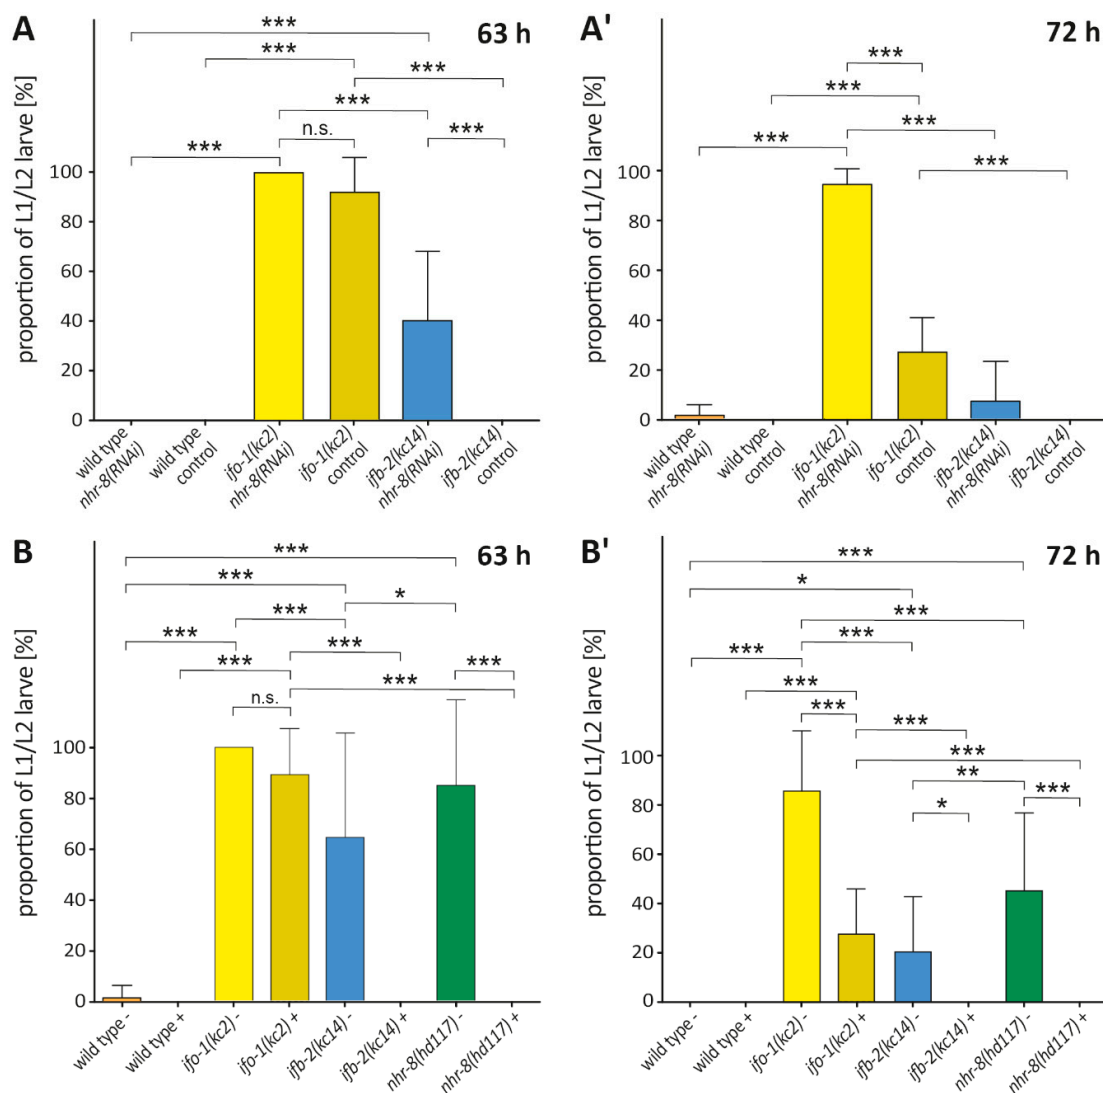 A
63 h
***
***
***
***
n.s.
***
***
proportion of L1/L2 larve [%]
100
80
60
40
20
0
wild type
nhr-8(RNAi)
wild type
control
ifo-1(kc2)
nhr-8(RNAi)
ifo-1(kc2)
control
ifb-2(kc14)
nhr-8(RNAi)
ifb-2(kc14)
control
A'
72 h
***
***
***
***
***
proportion of L1/L2 larve [%]
100
80
60
40
20
0
wild type
nhr-8(RNAi)
wild type
control
ifo-1(kc2)
nhr-8(RNAi)
ifo-1(kc2)
control
ifb-2(kc14)
nhr-8(RNAi)
ifb-2(kc14)
control
B
63 h
***
***
*
***
***
***
***
***
***
n.s.
proportion of L1/L2 larve [%]
100
80
60
40
20
0
wild type -
wild type +
ifo-1(kc2) -
ifo-1(kc2) +
ifb-2(kc14) -
ifb-2(kc14) +
nhr-8(hd117) -
nhr-8(hd117) +
B'
72 h
***
*
***
***
***
***
***
***
***
**
***
*
proportion of L1/L2 larve [%]
100
80
60
40
20
0
wild type -
wild type +
ifo-1(kc2) -
ifo-1(kc2) +
ifb-2(kc14) -
ifb-2(kc14) +
nhr-8(hd117) -
nhr-8(hd117) +